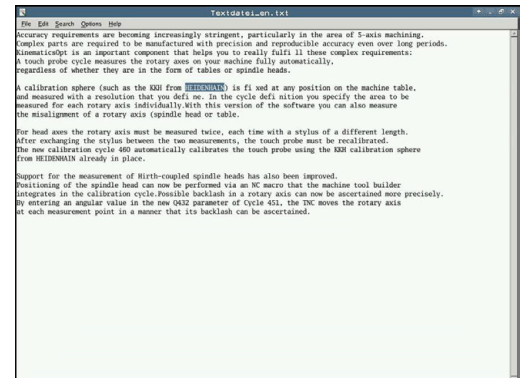 Textdatei_en.txt
File Edit Search Options Help
Accuracy requirements are becoming increasingly stringent, particularly in the area of 5-axis machining.
Complex parts are required to be manufactured with precision and reproducible accuracy even over long periods.
KinematicsOpt is an important component that helps you to really fulfi ll these complex requirements:
A touch probe cycle measures the rotary axes on your machine fully automatically,
regardless of whether they are in the form of tables or spindle heads.
A calibration sphere (such as the KKH from HEIDENHAIN) is fi xed at any position on the machine table,
and measured with a resolution that you defi ne. In the cycle defi nition you specify the area to be
measured for each rotary axis individually.With this version of the software you can also measure
the misalignment of a rotary axis (spindle head or table.
For head axes the rotary axis must be measured twice, each time with a stylus of a different length.
After exchanging the stylus between the two measurements, the touch probe must be recalibrated.
The new calibration cycle 460 automatically calibrates the touch probe using the KKH calibration sphere
from HEIDENHAIN already in place.
Support for the measurement of Hirth-coupled spindle heads has also been improved.
Positioning of the spindle head can now be performed via an NC macro that the machine tool builder
integrates in the calibration cycle.Possible backlash in a rotary axis can now be ascertained more precisely.
By entering an angular value in the new Q432 parameter of Cycle 451, the TNC moves the rotary axis
at each measurement point in a manner that its backlash can be ascertained.